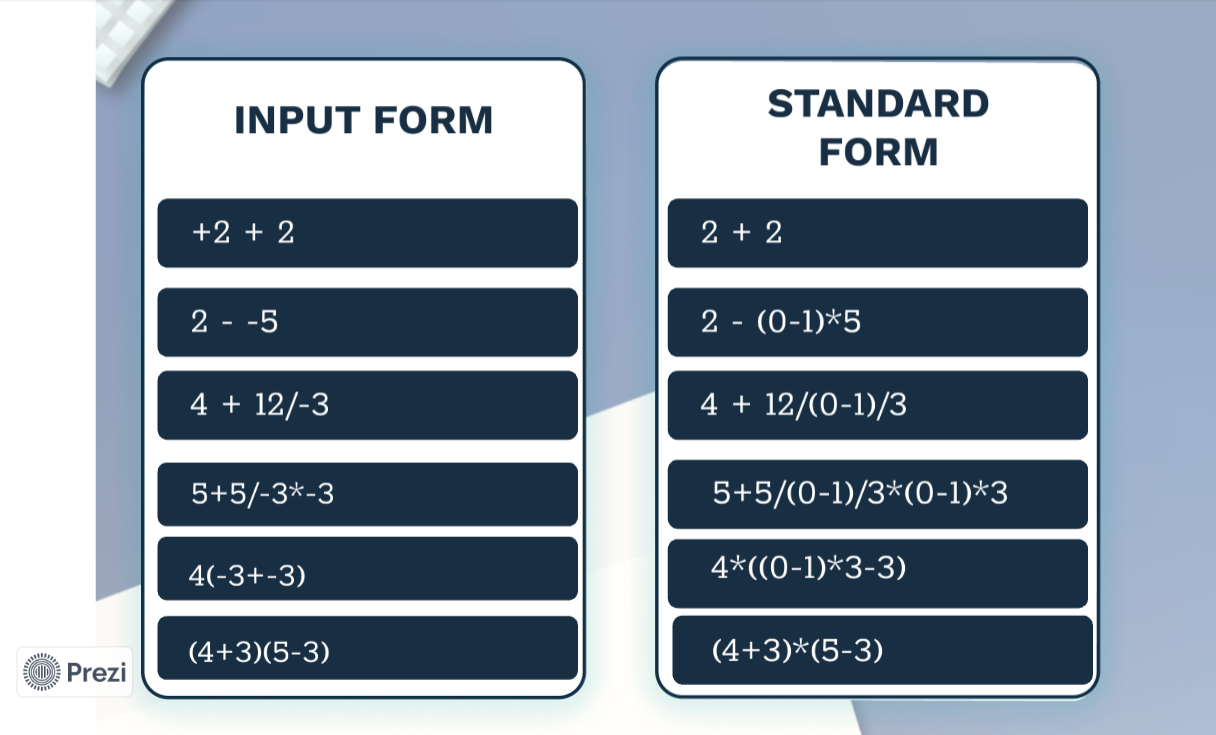 INPUT FORM
+2 + 2
2 - -5
4 + 12/-3
5+5/-3*-3
4(-3+-3)
(4+3)(5-3)
STANDARD
FORM
2 + 2
2 - (0-1)*5
4 + 12/(0-1)/3
5+5/(0-1)/3*(0-1)*3
4*((0-1)*3-3)
(4+3)*(5-3)
Prezi